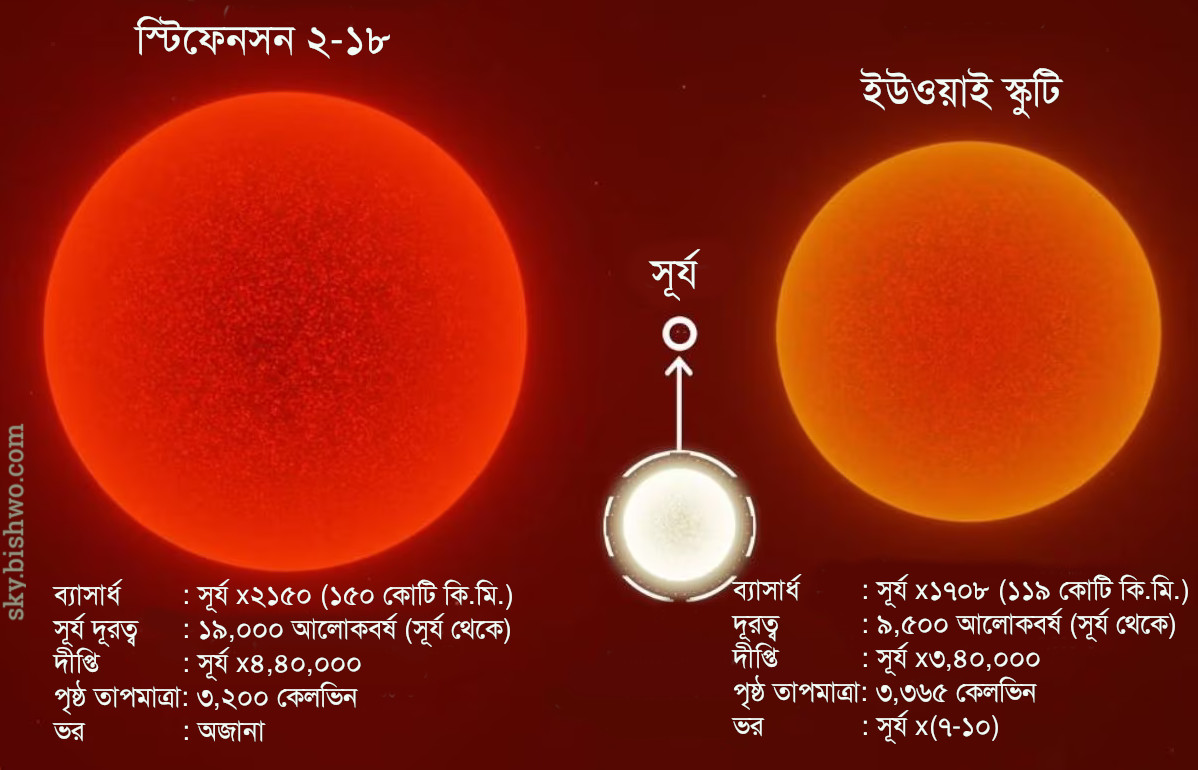 স্টিফেনসন ২-১৮
ব্যাসার্ধ : সূর্য x২১৫০ (১৫০ কোটি কি.মি.)
সূর্য দূরত্ব : ১৯,০০০ আলোকবর্ষ (সূর্য থেকে)
দীপ্তি : সূর্য x৪,৪০,০০০
পৃষ্ঠ তাপমাত্রা: ৩,২০০ কেলভিন
ভর : অজানা
সূর্য
ইউওয়াই স্কুটি
ব্যাসার্ধ : সূর্য x১৭০৮ (১১৯ কোটি কি.মি.)
দূরত্ব : ৯,৫০০ আলোকবর্ষ (সূর্য থেকে)
দীপ্তি : সূর্য x৩,৪০,০০০
পৃষ্ঠ তাপমাত্রা: ৩,৩৬৫ কেলভিন
ভর : সূর্য x(৭-১০)
sky.bishwo.com